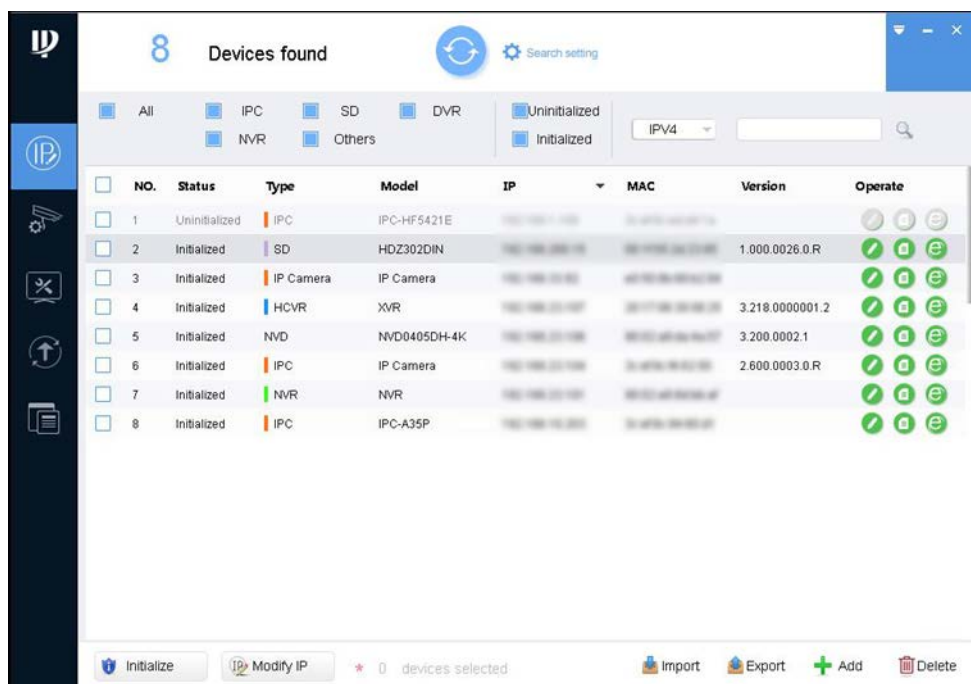 8 Devices found Search setting
All IPC SD DVR Uninitialized
NVR Others Initialized IPV4
NO. Status Type Model IP MAC Version Operate
1 Uninitialized IPC IPC-HF5421E
2 Initialized SD HDZ302DIN 1.000.0026.0.R
3 Initialized IP Camera IP Camera
4 Initialized HCVR XVR 3.218.0000001.2
5 Initialized NVD NVD0405DH-4K 3.200.0002.1
6 Initialized IPC IP Camera 2.600.0003.0.R
7 Initialized NVR NVR
8 Initialized IPC IPC-A35P
Initialize Modify IP * 0 devices selected Import Export Add Delete